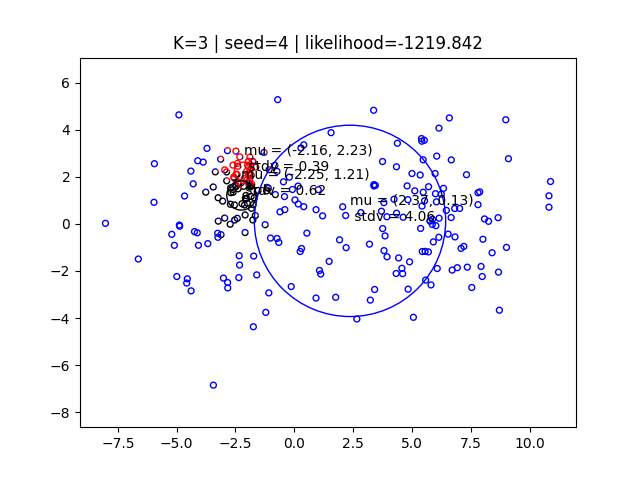 K=3 | seed=4 | likelihood=-1219.842
6
4
2
0
−2
−4
−6
−8
mu = (-2.16, 2.23)
stdv = 0.39
mu = (-2.25, 1.21)
stdv = 0.62
mu = (2.37, 0.13)
stdv = 4.06
−7.5 −5.0 −2.5 0.0 2.5 5.0 7.5 10.0